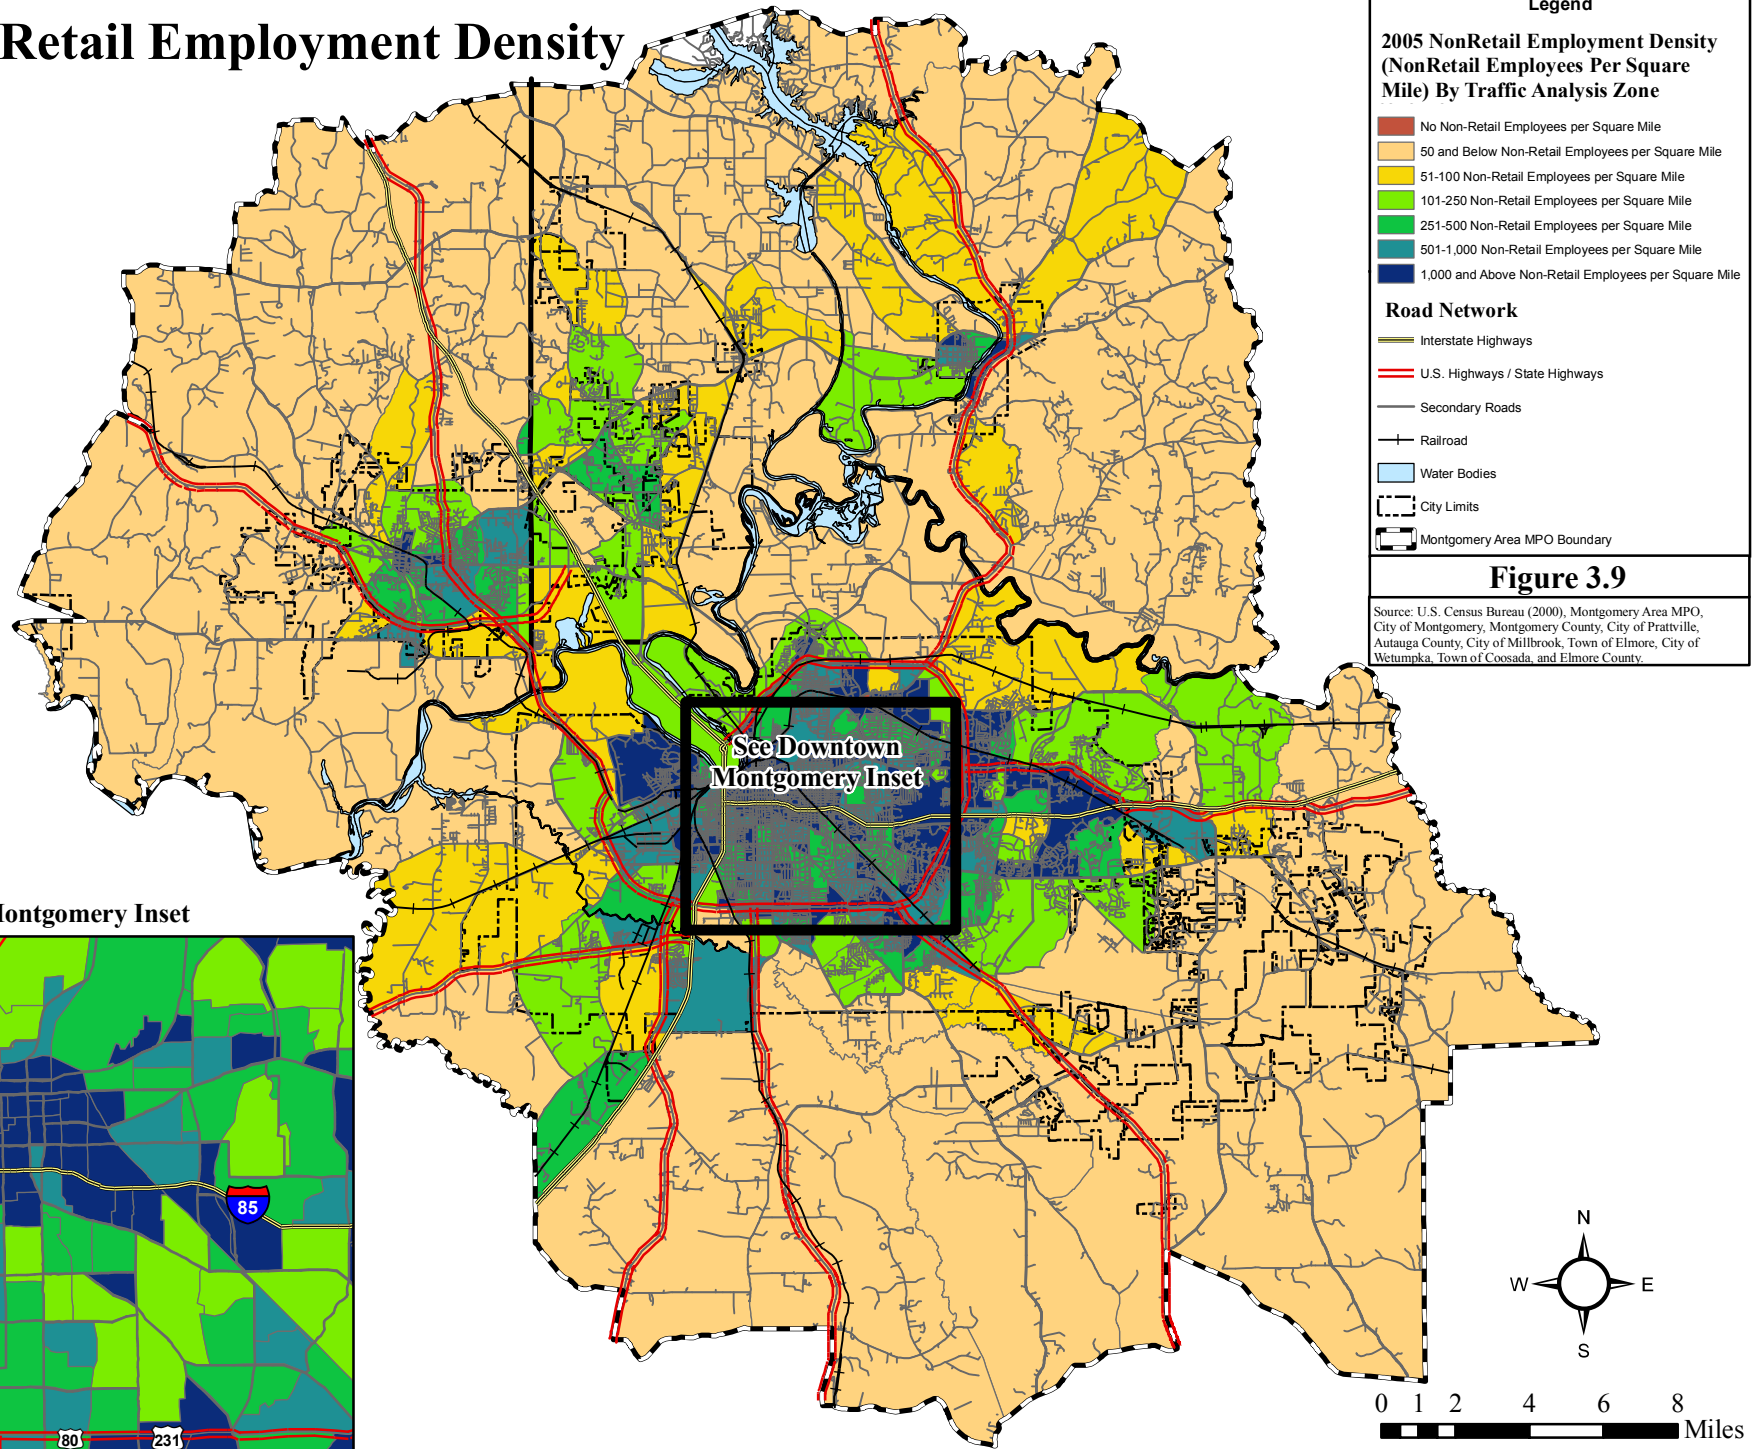 Retail Employment Density
Legend
2005 NonRetail Employment Density
(NonRetail Employees Per Square
Mile) By Traffic Analysis Zone
No Non-Retail Employees per Square Mile
50 and Below Non-Retail Employees per Square Mile
51-100 Non-Retail Employees per Square Mile
101-250 Non-Retail Employees per Square Mile
251-500 Non-Retail Employees per Square Mile
501-1,000 Non-Retail Employees per Square Mile
1,000 and Above Non-Retail Employees per Square Mile
Road Network
Interstate Highways
U.S. Highways / State Highways
Secondary Roads
Railroad
Water Bodies
City Limits
Montgomery Area MPO Boundary
Figure 3.9
Source: U.S. Census Bureau (2000), Montgomery Area MPO,
City of Montgomery, Montgomery County, City of Prattville,
Autauga County, City of Millbrook, Town of Elmore, City of
Wetumpka, Town of Coosada, and Elmore County.
See Downtown
Montgomery Inset
Montgomery Inset
85
80
231
N
W E
S
0 1 2 4 6 8
Miles